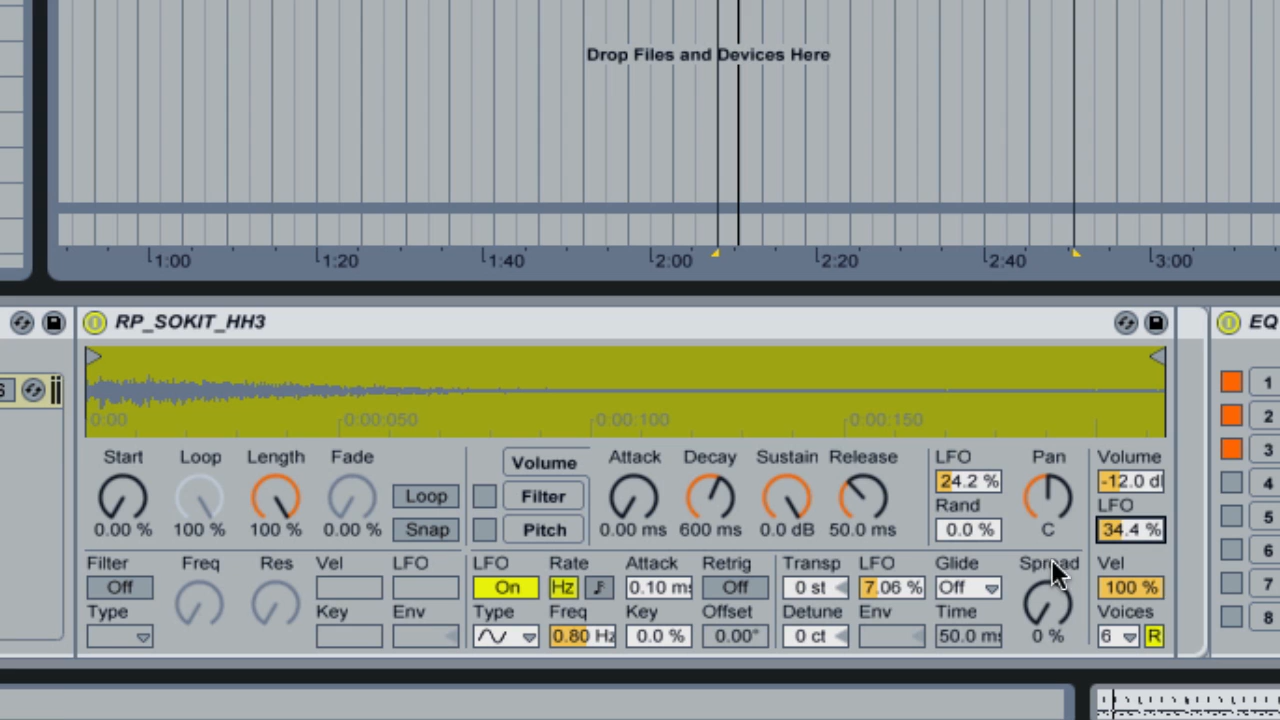 Drop Files and Devices Here
1:00 1:20 1:40 2:00 2:20 2:40 3:00
RP_SOKIT_HH3 EQ
0:00 0:00:050 0:00:100 0:00:150
Start Loop Length Fade Volume Attack Decay Sustain Release LFO Pan Volume
24.2 % -12.0 d
Loop Filter Rand LFO
0.00 % 100 % 100 % 0.00 % Snap Pitch 0.00 ms 600 ms 0.0 dB 50.0 ms 0.0 % C 34.4 %
Filter Freq Res Vel LFO LFO Rate Attack Retrig Transp LFO Glide Spread Vel
Off On Hz 0.10 ms Off 0 st 7.06 % Off 100 %
Type Key Env Type Freq Key Offset Detune Env Time Voices
0.80 Hz 0.0 % 0.00° 0 ct 50.0 ms 0 % 6 R
1
2
3
4
5
6
7
8